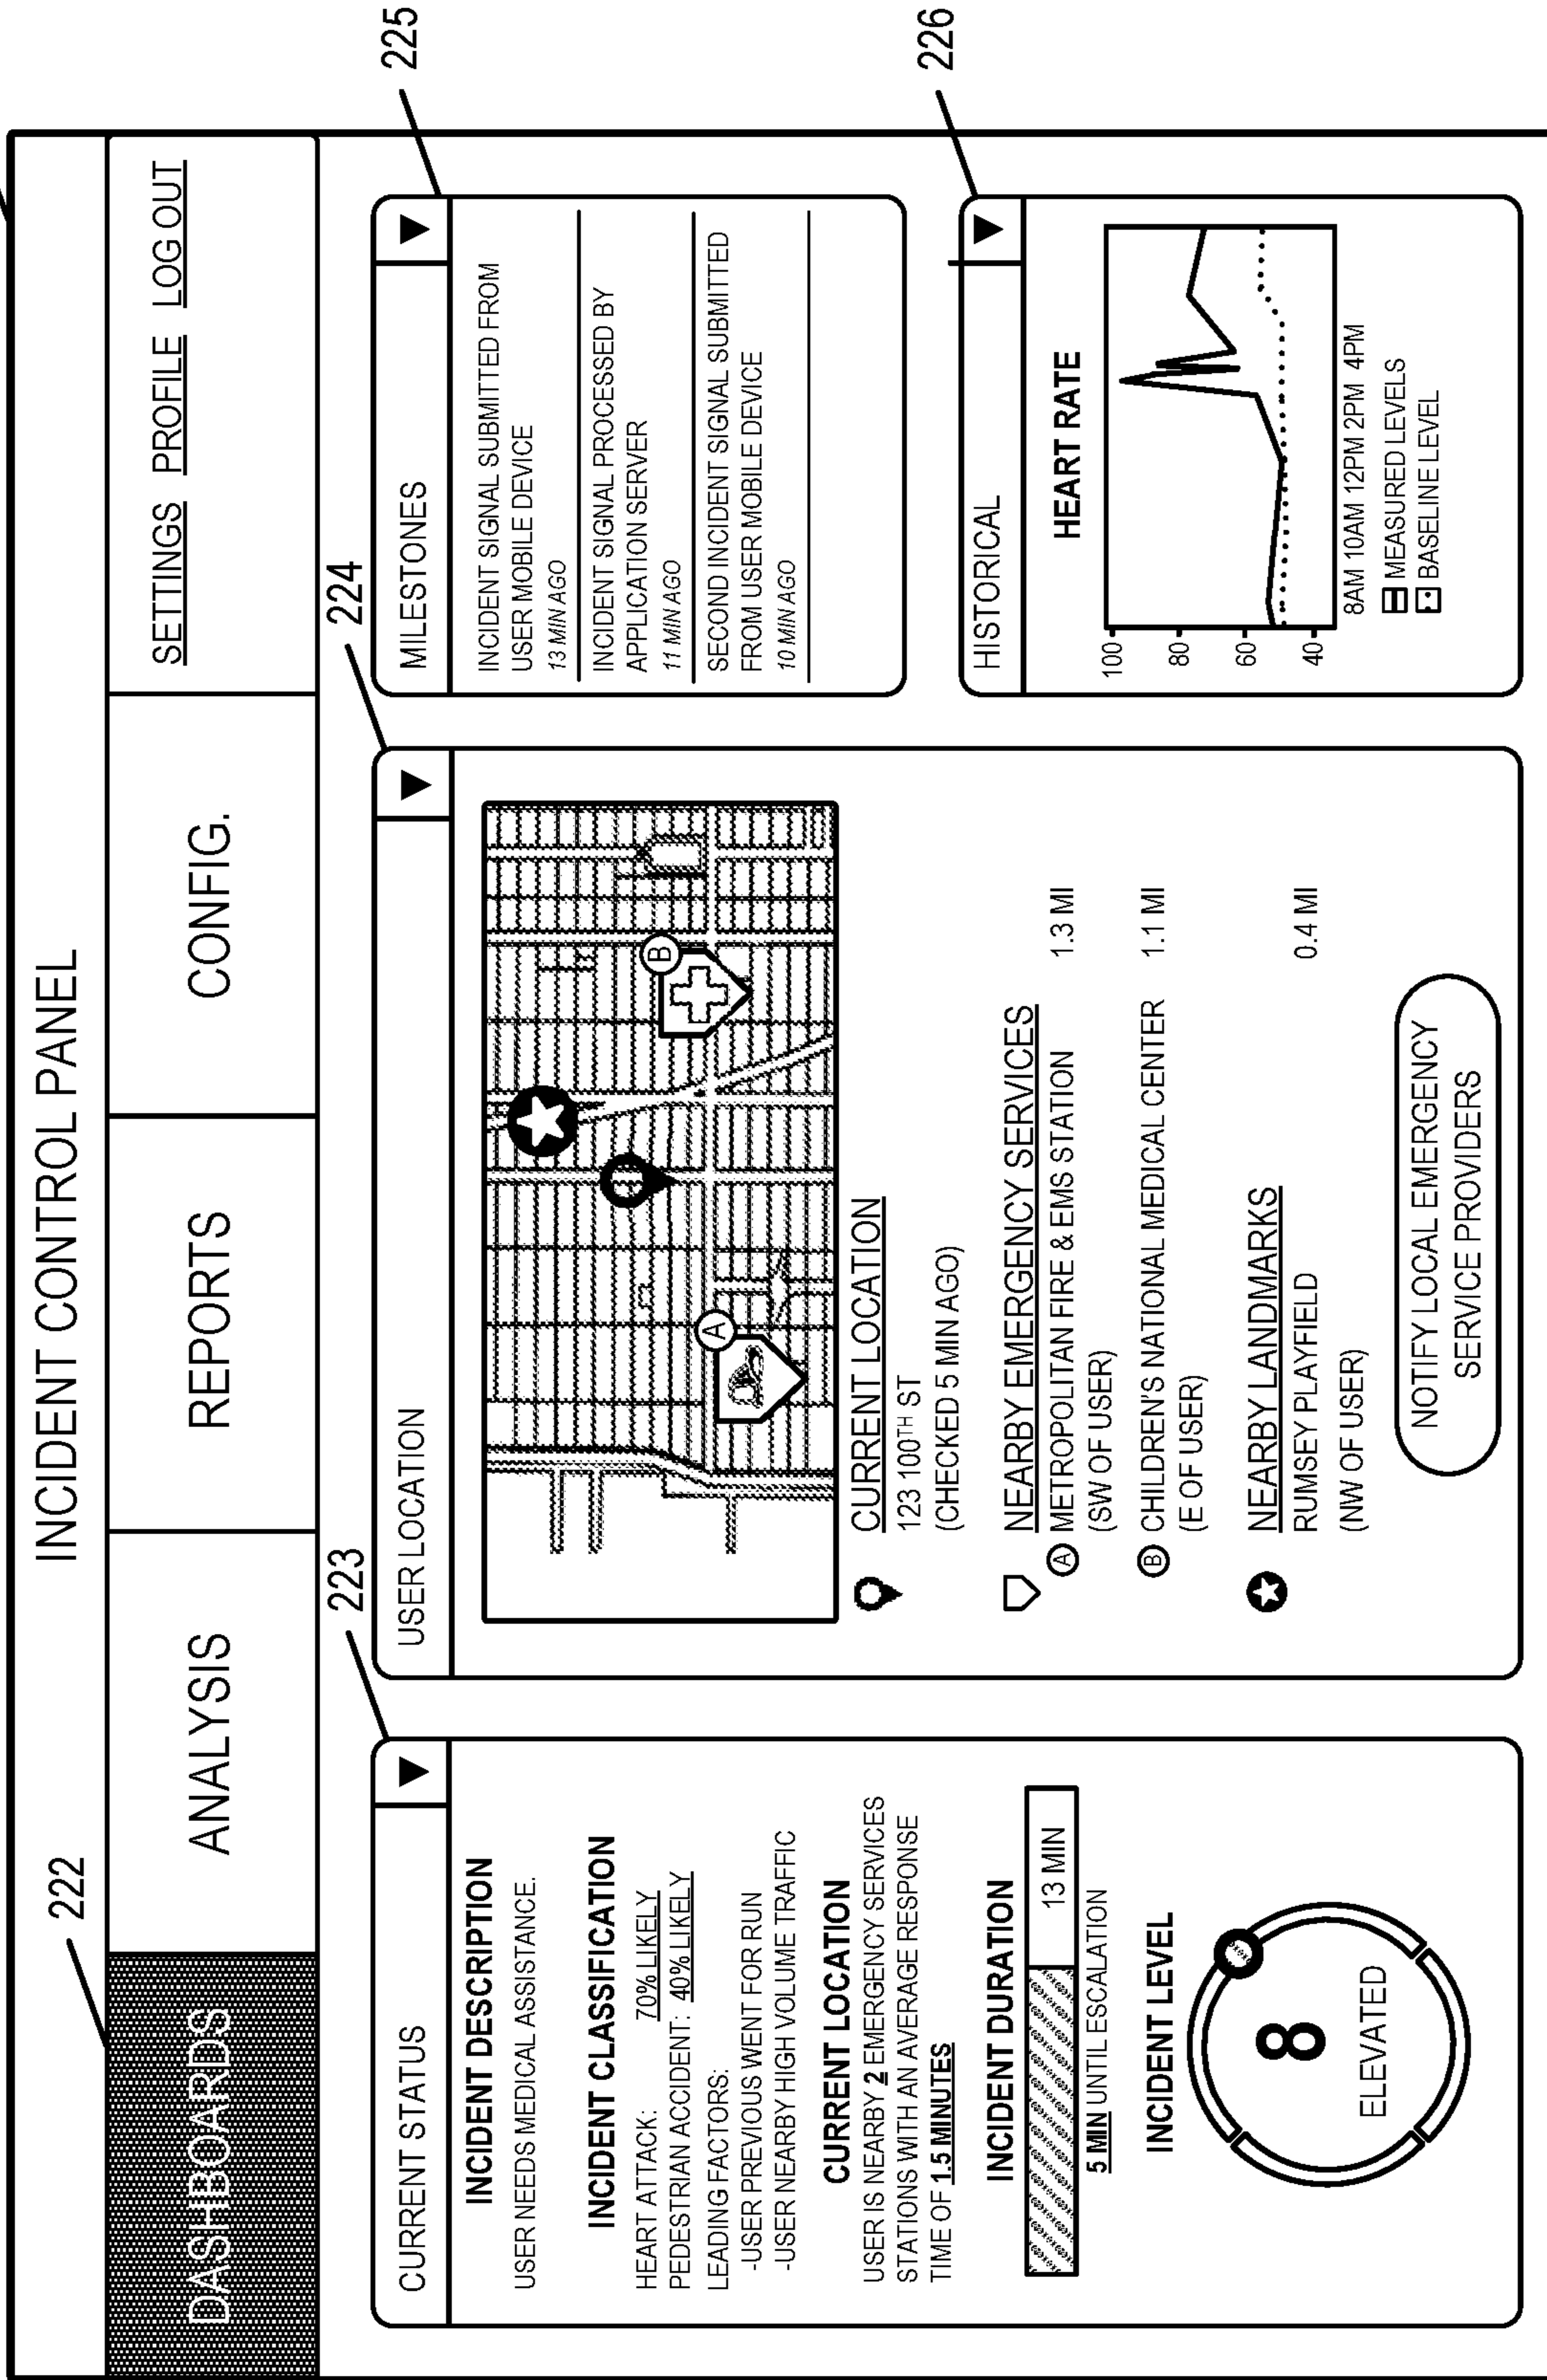 INCIDENT CONTROL PANEL
222
DASHBOARDS
ANALYSIS
REPORTS
CONFIG.
SETTINGS PROFILE LOG OUT
223
CURRENT STATUS
INCIDENT DESCRIPTION
USER NEEDS MEDICAL ASSISTANCE.
INCIDENT CLASSIFICATION
HEART ATTACK: 70% LIKELY
PEDESTRIAN ACCIDENT: 40% LIKELY
LEADING FACTORS:
-USER PREVIOUS WENT FOR RUN
-USER NEARBY HIGH VOLUME TRAFFIC
CURRENT LOCATION
USER IS NEARBY 2 EMERGENCY SERVICES
STATIONS WITH AN AVERAGE RESPONSE
TIME OF 1.5 MINUTES
INCIDENT DURATION
13 MIN
5 MIN UNTIL ESCALATION
INCIDENT LEVEL
8
ELEVATED
224
USER LOCATION
A
B
CURRENT LOCATION
123 100TH ST
(CHECKED 5 MIN AGO)
NEARBY EMERGENCY SERVICES
A METROPOLITAN FIRE & EMS STATION 1.3 MI
(SW OF USER)
B CHILDREN'S NATIONAL MEDICAL CENTER 1.1 MI
(E OF USER)
NEARBY LANDMARKS
RUMSEY PLAYFIELD 0.4 MI
(NW OF USER)
NOTIFY LOCAL EMERGENCY
SERVICE PROVIDERS
225
MILESTONES
INCIDENT SIGNAL SUBMITTED FROM
USER MOBILE DEVICE
13 MIN AGO
INCIDENT SIGNAL PROCESSED BY
APPLICATION SERVER
11 MIN AGO
SECOND INCIDENT SIGNAL SUBMITTED
FROM USER MOBILE DEVICE
10 MIN AGO
226
HISTORICAL
HEART RATE
100
80
60
40
8AM 10AM 12PM 2PM 4PM
MEASURED LEVELS
BASELINE LEVEL